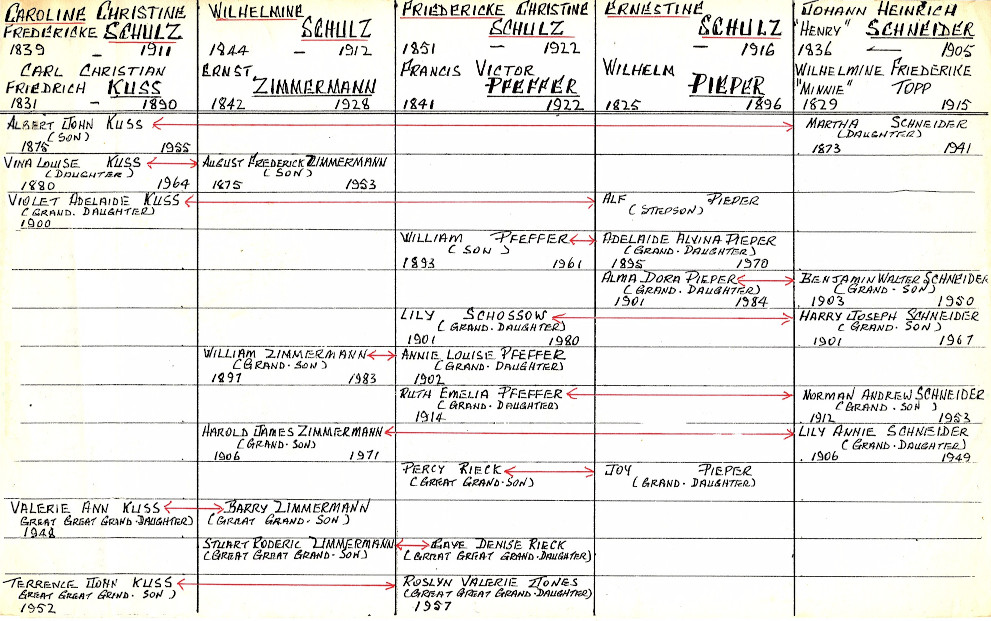 CAROLINE CHRISTINE
FREDERICKE SCHULZ
1839 - 1911
CARL CHRISTIAN
FRIEDRICH KUSS
1831 - 1890
WILHELMINE
SCHULZ
1844 - 1912
ERNST
ZIMMERMANN
1842 1928
FRIEDERICKE CHRISTINE
SCHULZ
1851 - 1922
FRANCIS VICTOR
PFEFFER
1841 1922
ERNESTINE
SCHULZ
- 1916
WILHELM
PIEPER
1825 1896
JOHANN HEINRICH
"HENRY" SCHNEIDER
1836 - 1905
WILHELMINE FRIEDERIKE
"MINNIE" TOPP
1829 1915
ALBERT JOHN KUSS MARTHA SCHNEIDER
(SON) (DAUGHTER)
1875 1955 1873 1941
VINA LOUISE KUSS AUGUST FREDERICK ZIMMERMANN
(DAUGHTER) (SON)
1880 1964 1875 1953
VIOLET ADELAIDE KUSS ALF PIEPER
(GRAND. DAUGHTER) (STEPSON)
1900
WILLIAM PFEFFER ADELAIDE ALVINA PIEPER
(SON) (GRAND-DAUGHTER)
1893 1961 1895 1970
ALMA DORA PIEPER BENJAMIN WALTER SCHNEIDER
(GRAND. DAUGHTER) (GRAND-SON)
1901 1984 1903 1950
LILY SCHOSSOW HARRY JOSEPH SCHNEIDER
(GRAND. DAUGHTER) (GRAND-SON)
1901 1980 1901 1967
WILLIAM ZIMMERMANN ANNIE LOUISE PFEFFER
(GRAND-SON) (GRAND-DAUGHTER)
1897 1983 1902
RUTH EMELIA PFEFFER NORMAN ANDREW SCHNEIDER
(GRAND-DAUGHTER) (GRAND-SON)
1914 1912 1953
HAROLD JAMES ZIMMERMANN LILY ANNIE SCHNEIDER
(GRAND-SON) (GRAND-DAUGHTER)
1906 1971 1906 1949
PERCY RIECK JOY PIEPER
(GREAT GRAND-SON) (GRAND-DAUGHTER)
VALERIE ANN KUSS BARRY ZIMMERMANN
GREAT GREAT GRAND-DAUGHTER) (GREAT GRAND-SON)
1948
STUART RODERIC ZIMMERMANN GAYE DENISE RIECK
(GREAT GREAT GRAND-SON) (GREAT GREAT GRAND-DAUGHTER)
TERRENCE JOHN KUSS ROSLYN VALERIE JONES
GREAT GREAT GRIND. SON) (GREAT GREAT GRAND-DAUGHTER)
1952 1957